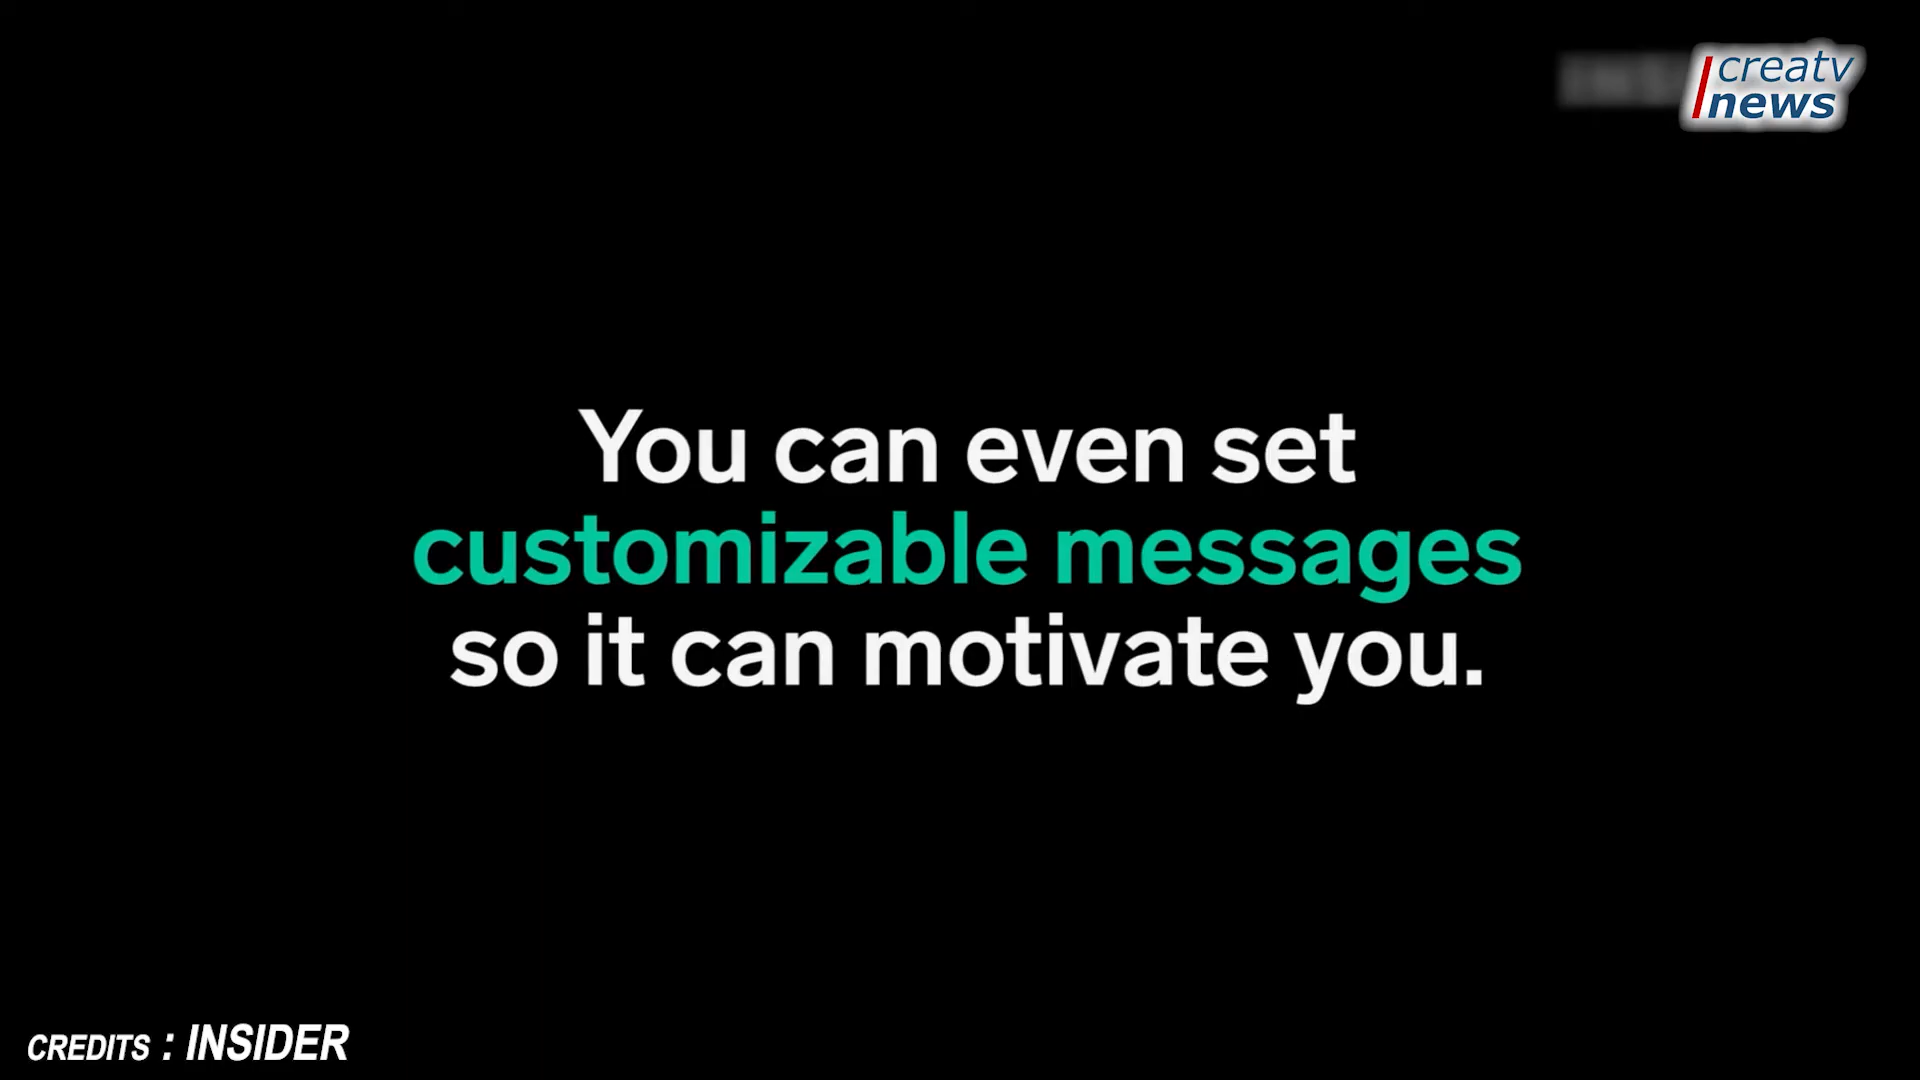 creatv
news
You can even set
customizable messages
so it can motivate you.
CREDITS : INSIDER